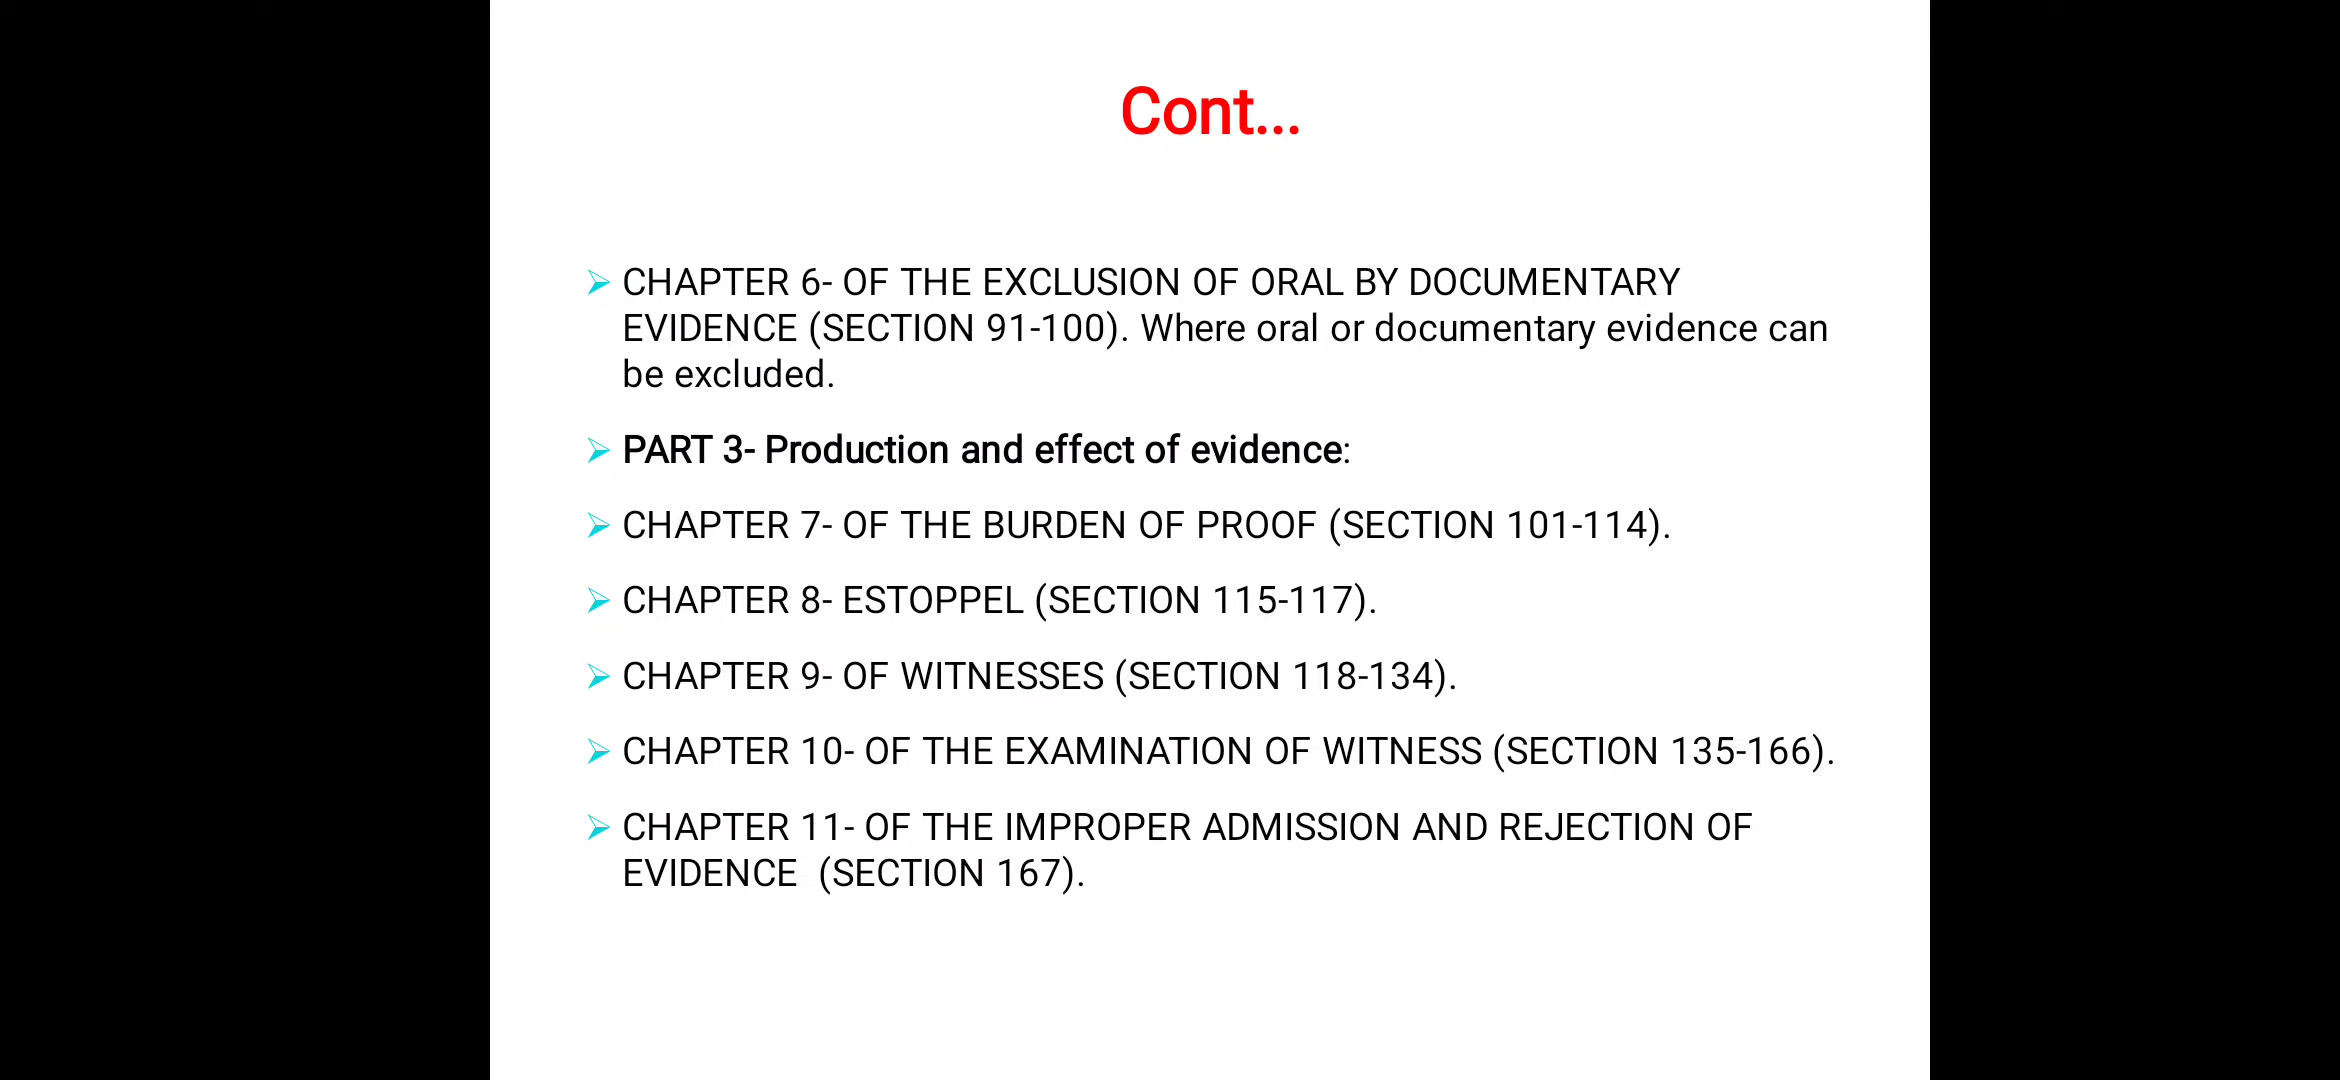 Cont...
➢ CHAPTER 6- OF THE EXCLUSION OF ORAL BY DOCUMENTARY
EVIDENCE (SECTION 91-100). Where oral or documentary evidence can
be excluded.
➢ PART 3- Production and effect of evidence:
➢ CHAPTER 7- OF THE BURDEN OF PROOF (SECTION 101-114).
➢ CHAPTER 8- ESTOPPEL (SECTION 115-117).
➢ CHAPTER 9- OF WITNESSES (SECTION 118-134).
➢ CHAPTER 10- OF THE EXAMINATION OF WITNESS (SECTION 135-166).
➢ CHAPTER 11- OF THE IMPROPER ADMISSION AND REJECTION OF
EVIDENCE  (SECTION 167).